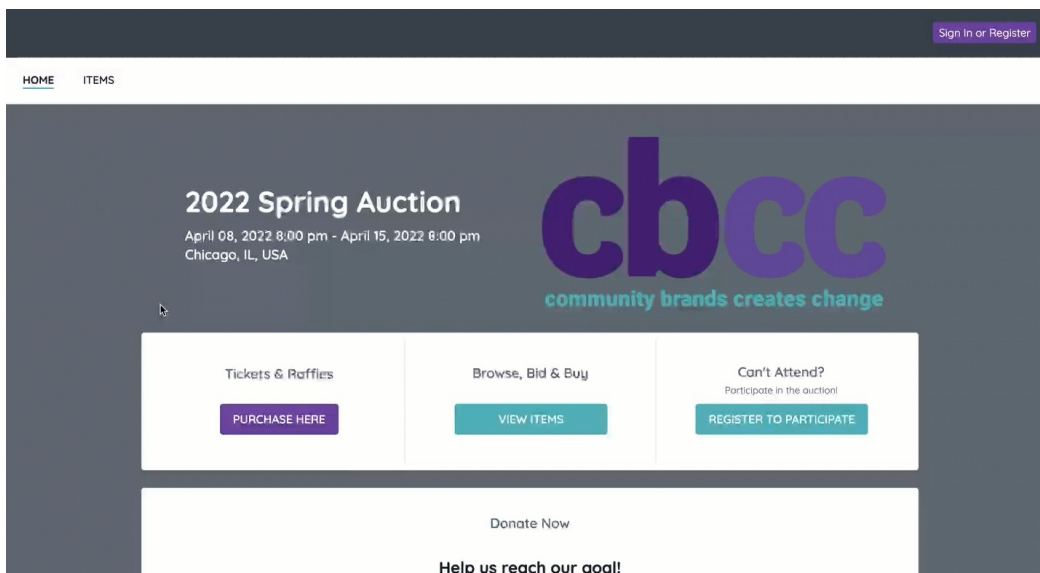 Sign In or Register
HOME
ITEMS
2022 Spring Auction
April 08, 2022 8:00 pm - April 15, 2022 8:00 pm
Chicago, IL, USA
cbcc
community brands creates change
Tickets & Raffles
PURCHASE HERE
Browse, Bid & Buy
VIEW ITEMS
Can't Attend?
Participate in the auction!
REGISTER TO PARTICIPATE
Donate Now
Help us reach our goal!